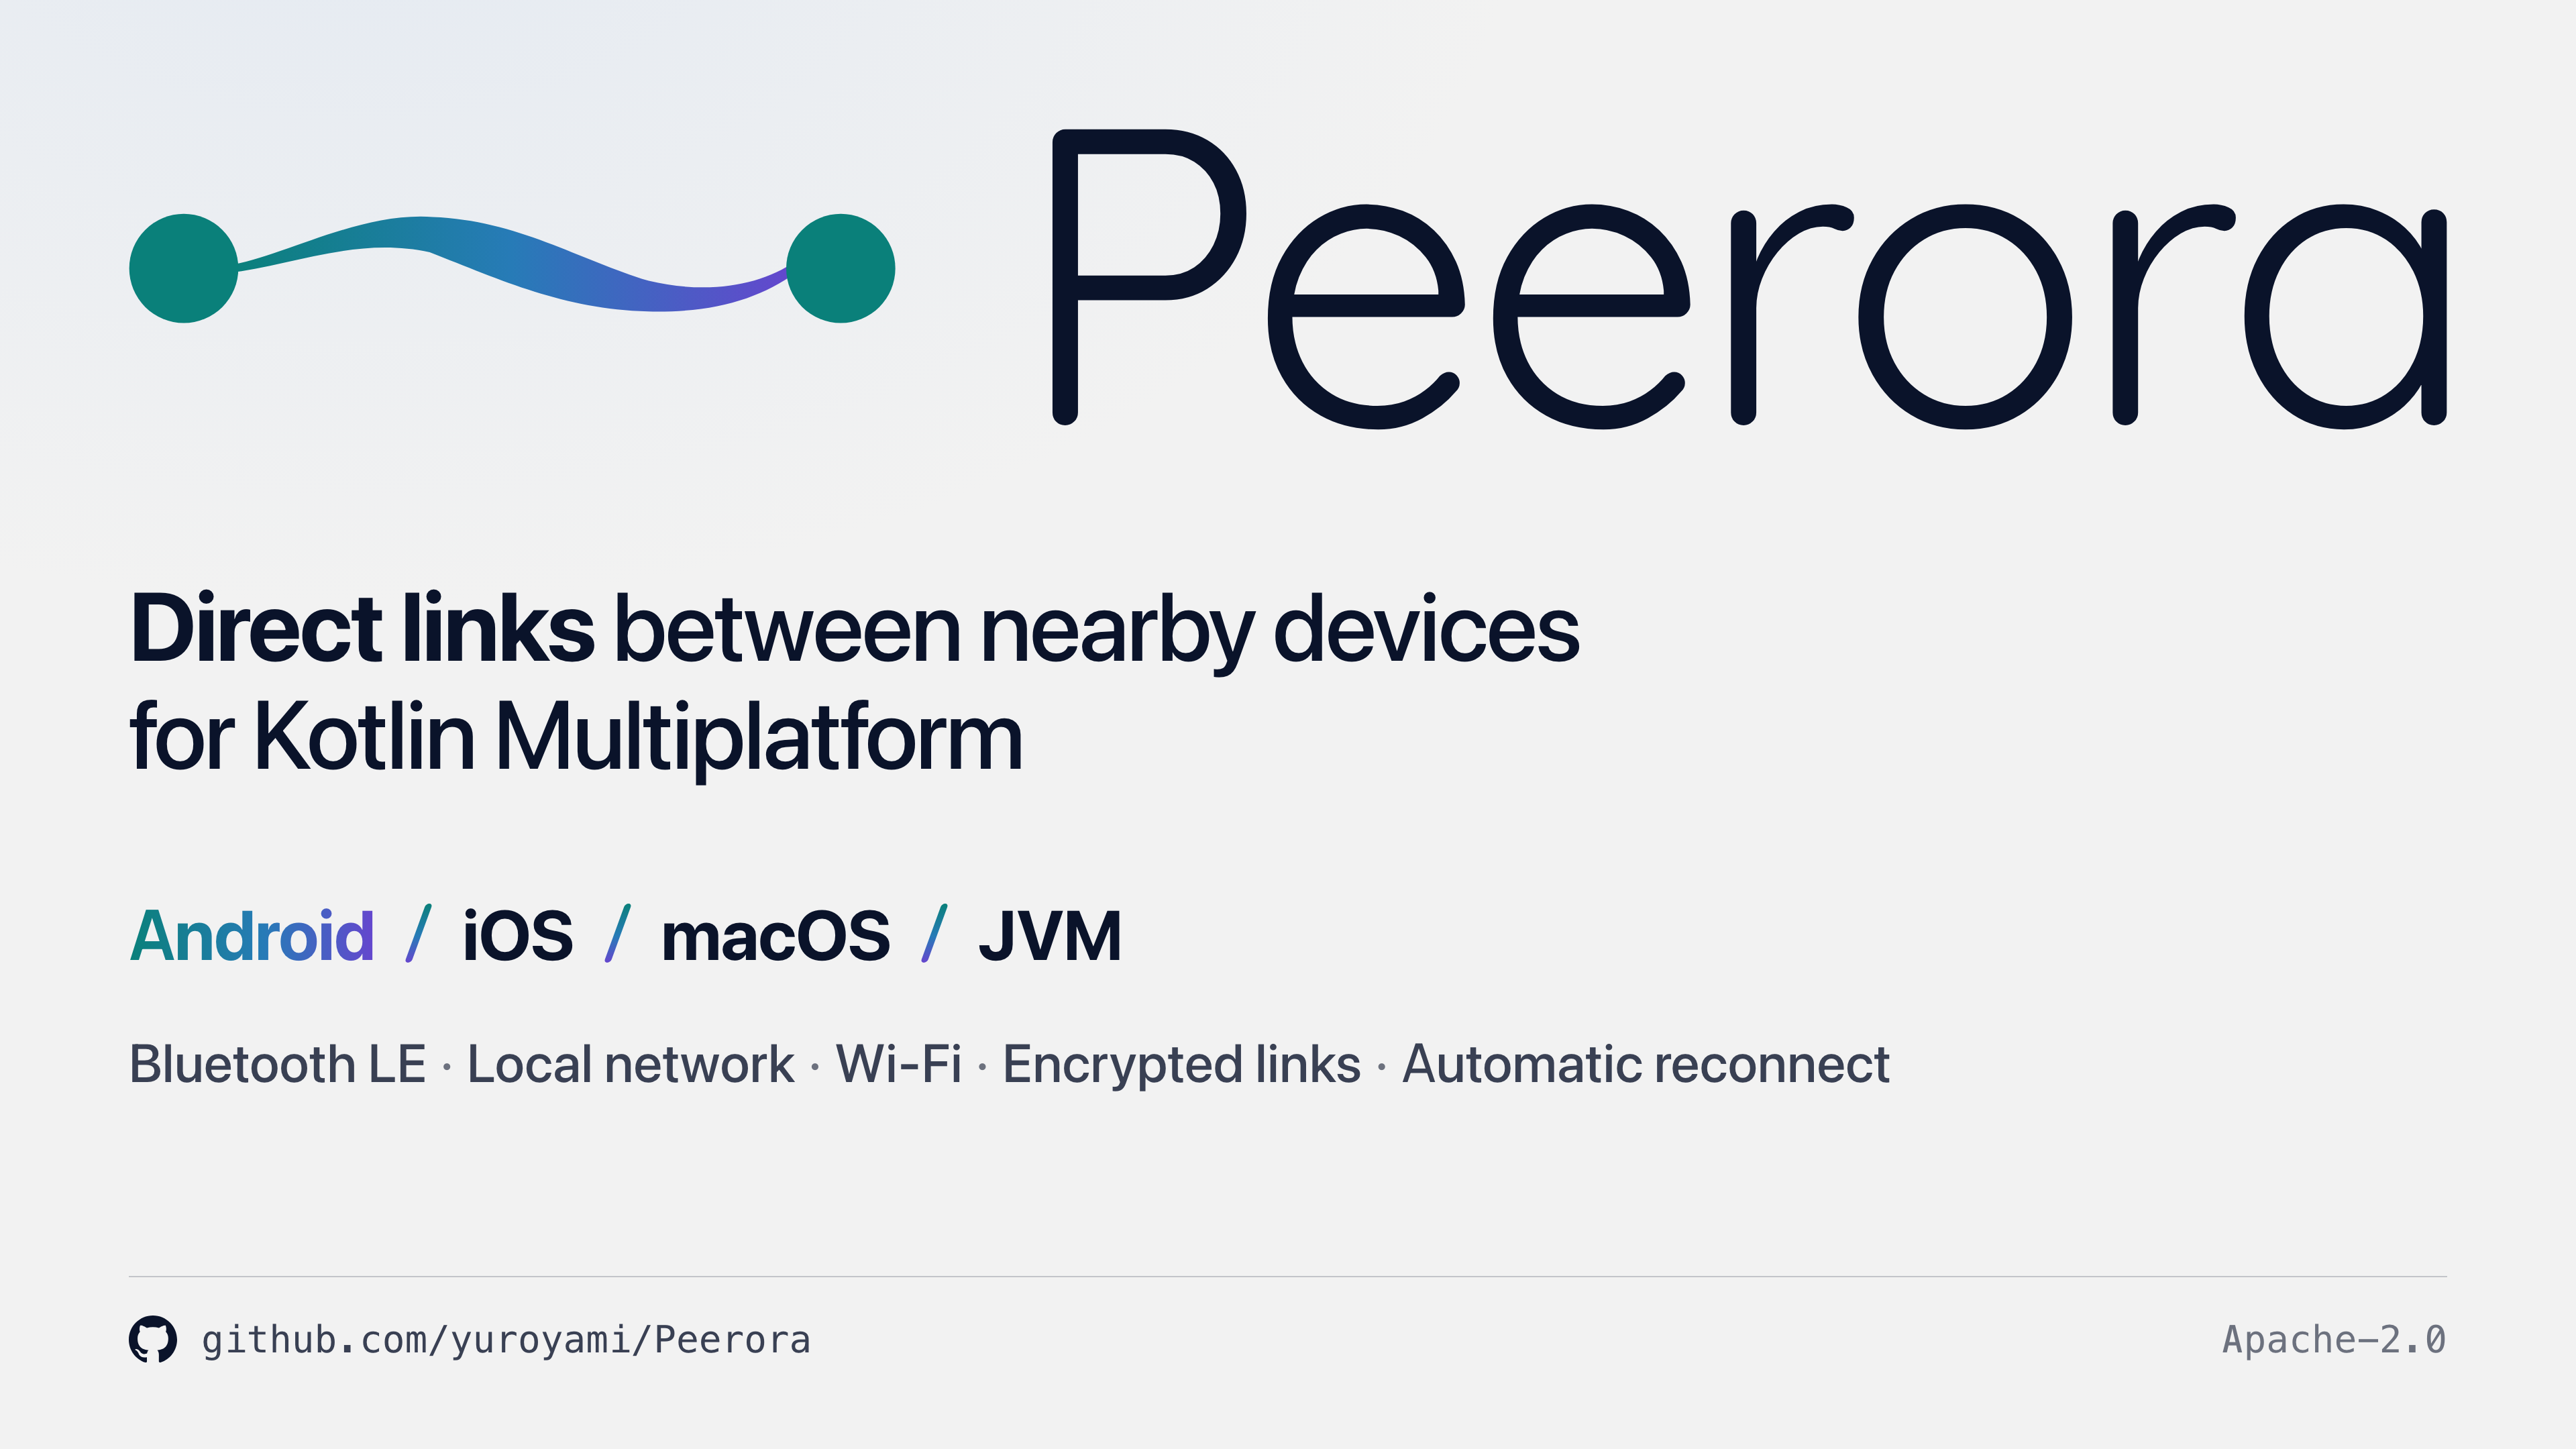 Peerora
Direct links between nearby devices
for Kotlin Multiplatform
Android / iOS / macOS / JVM
Bluetooth LE · Local network · Wi-Fi · Encrypted links · Automatic reconnect
github.com/yuroyami/Peerora
Apache-2.0